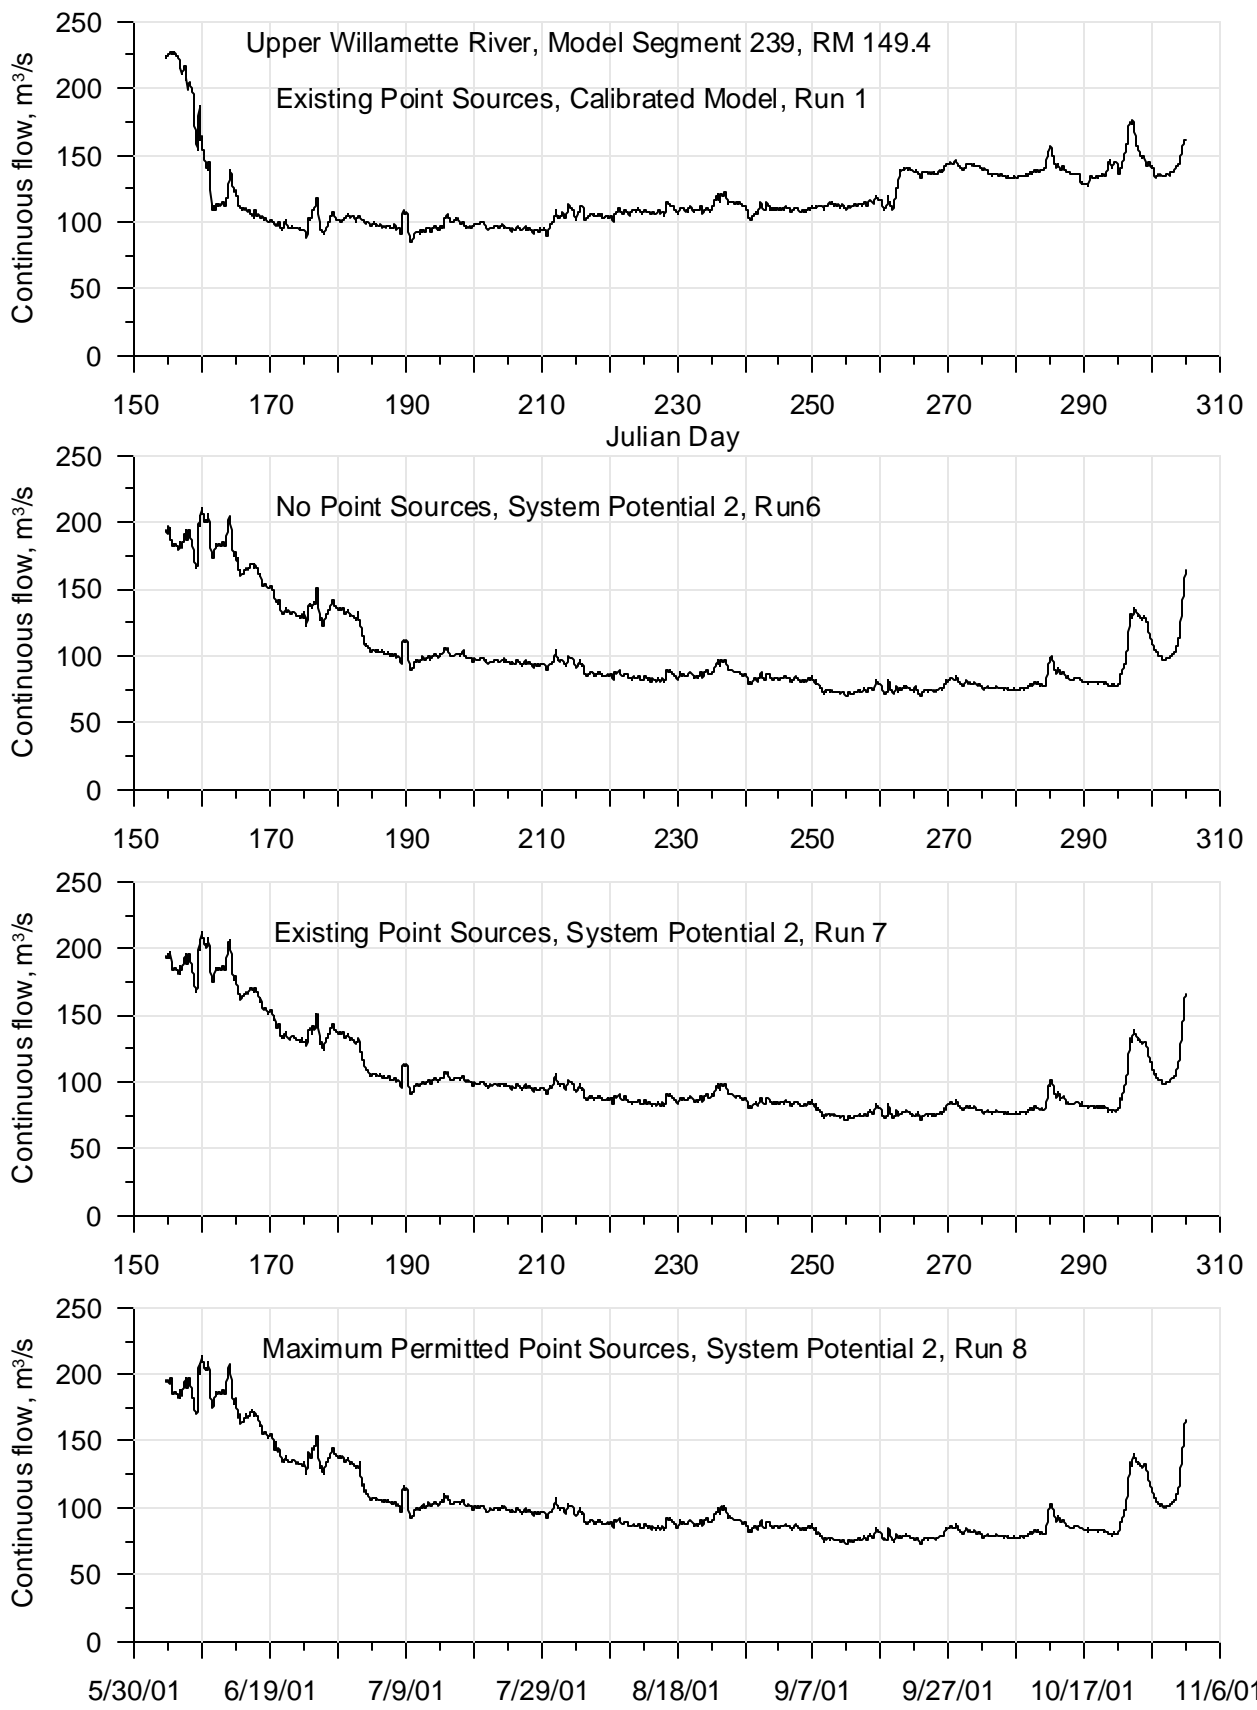 Upper Willamette River, Model Segment 239, RM 149.4
Existing Point Sources, Calibrated Model, Run 1
Continuous flow, m³/s
250
200
150
100
50
0
150 170 190 210 230 250 270 290 310
Julian Day
No Point Sources, System Potential 2, Run6
Continuous flow, m³/s
250
200
150
100
50
0
150 170 190 210 230 250 270 290 310
Existing Point Sources, System Potential 2, Run 7
Continuous flow, m³/s
250
200
150
100
50
0
150 170 190 210 230 250 270 290 310
Maximum Permitted Point Sources, System Potential 2, Run 8
Continuous flow, m³/s
250
200
150
100
50
0
5/30/01 6/19/01 7/9/01 7/29/01 8/18/01 9/7/01 9/27/01 10/17/01 11/6/01